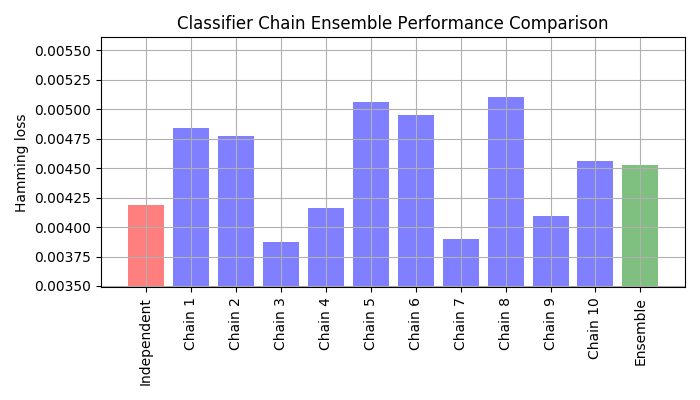 Classifier Chain Ensemble Performance Comparison
Hamming loss
0.00550
0.00525
0.00500
0.00475
0.00450
0.00425
0.00400
0.00375
0.00350
Independent
Chain 1
Chain 2
Chain 3
Chain 4
Chain 5
Chain 6
Chain 7
Chain 8
Chain 9
Chain 10
Ensemble